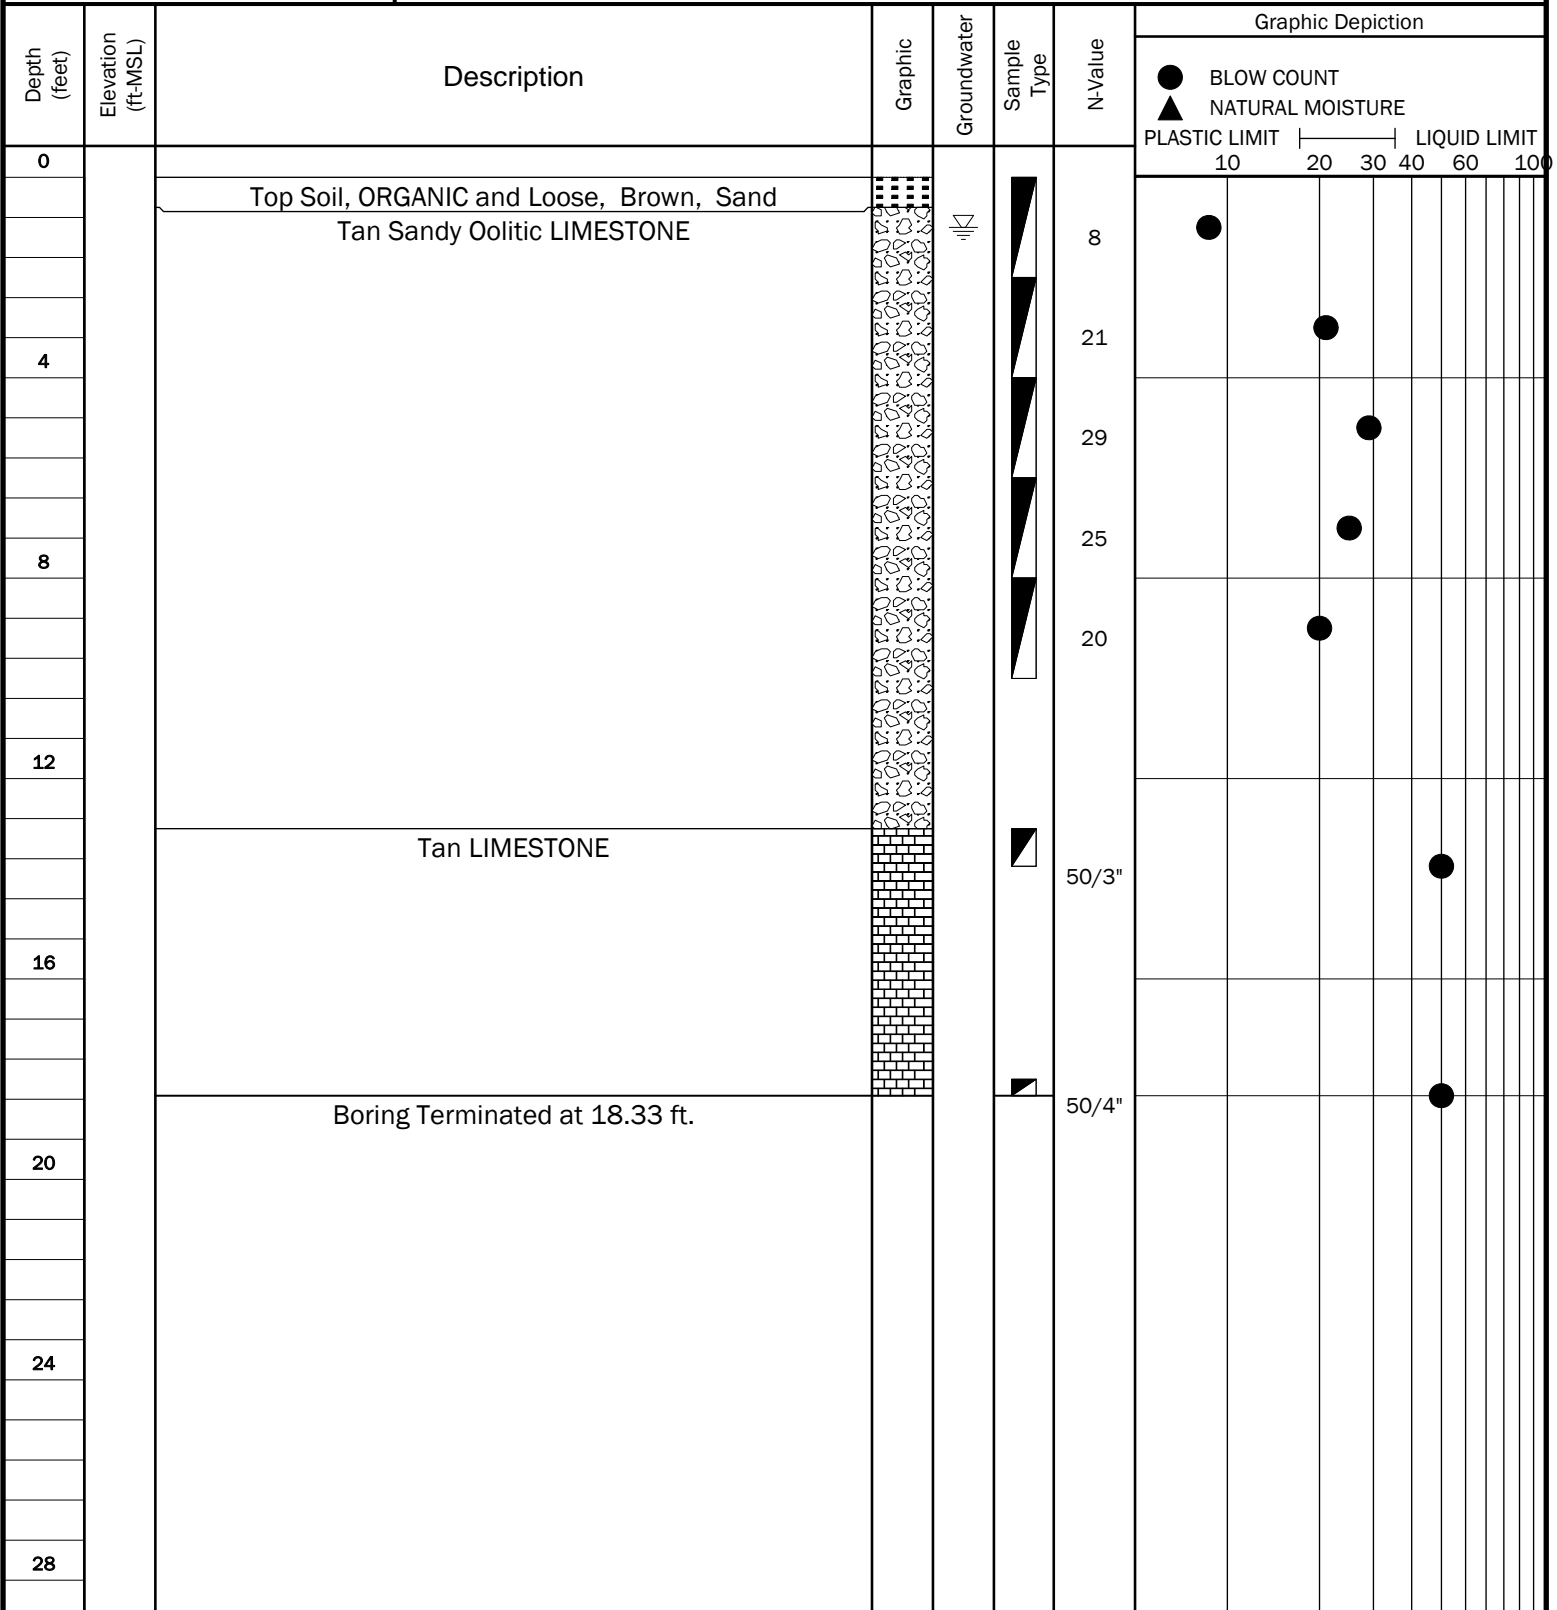 Graphic Depiction
Depth
(feet)
Elevation
(ft-MSL)
Description
Graphic
Groundwater
Sample
Type
N-Value
BLOW COUNT
NATURAL MOISTURE
PLASTIC LIMIT LIQUID LIMIT
0
10 20 30 40 60 100
Top Soil, ORGANIC and Loose, Brown, Sand
Tan Sandy Oolitic LIMESTONE
8
21
4
29
25
8
20
12
Tan LIMESTONE
50/3"
16
50/4"
Boring Terminated at 18.33 ft.
20
24
28